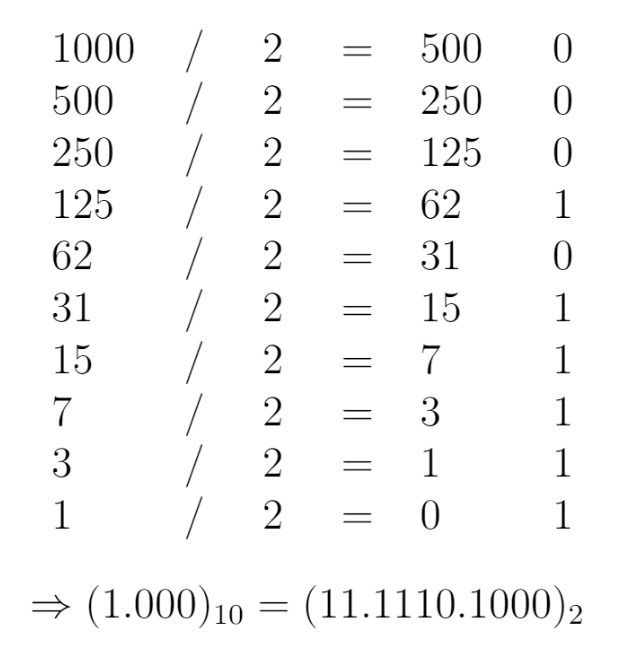 1000 / 2 = 500 0
500 / 2 = 250 0
250 / 2 = 125 0
125 / 2 = 62 1
62 / 2 = 31 0
31 / 2 = 15 1
15 / 2 = 7 1
7 / 2 = 3 1
3 / 2 = 1 1
1 / 2 = 0 1
⇒ (1.000)₁₀ = (11.1110.1000)₂